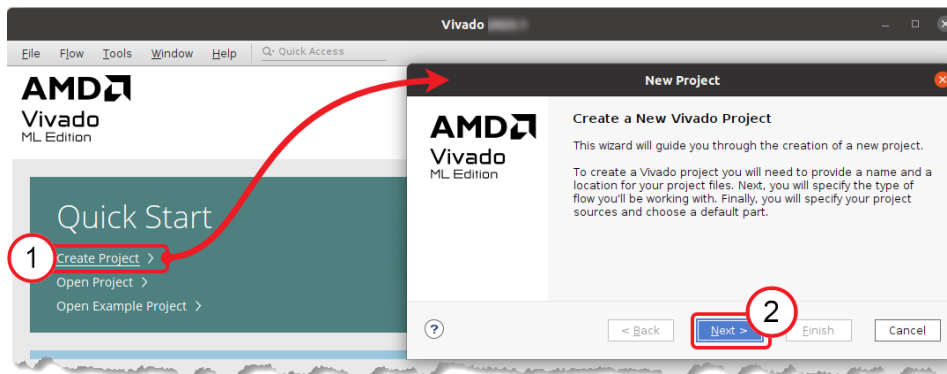 Vivado
File Flow Tools Window Help Quick Access
AMD
Vivado
ML Edition
Quick Start
1
Create Project >
Open Project >
Open Example Project >
New Project
AMD
Vivado
ML Edition
Create a New Vivado Project
This wizard will guide you through the creation of a new project.
To create a Vivado project you will need to provide a name and a
location for your project files. Next, you will specify the type of
flow you'll be working with. Finally, you will specify your project
sources and choose a default part.
2
? < Back Next > Finish Cancel